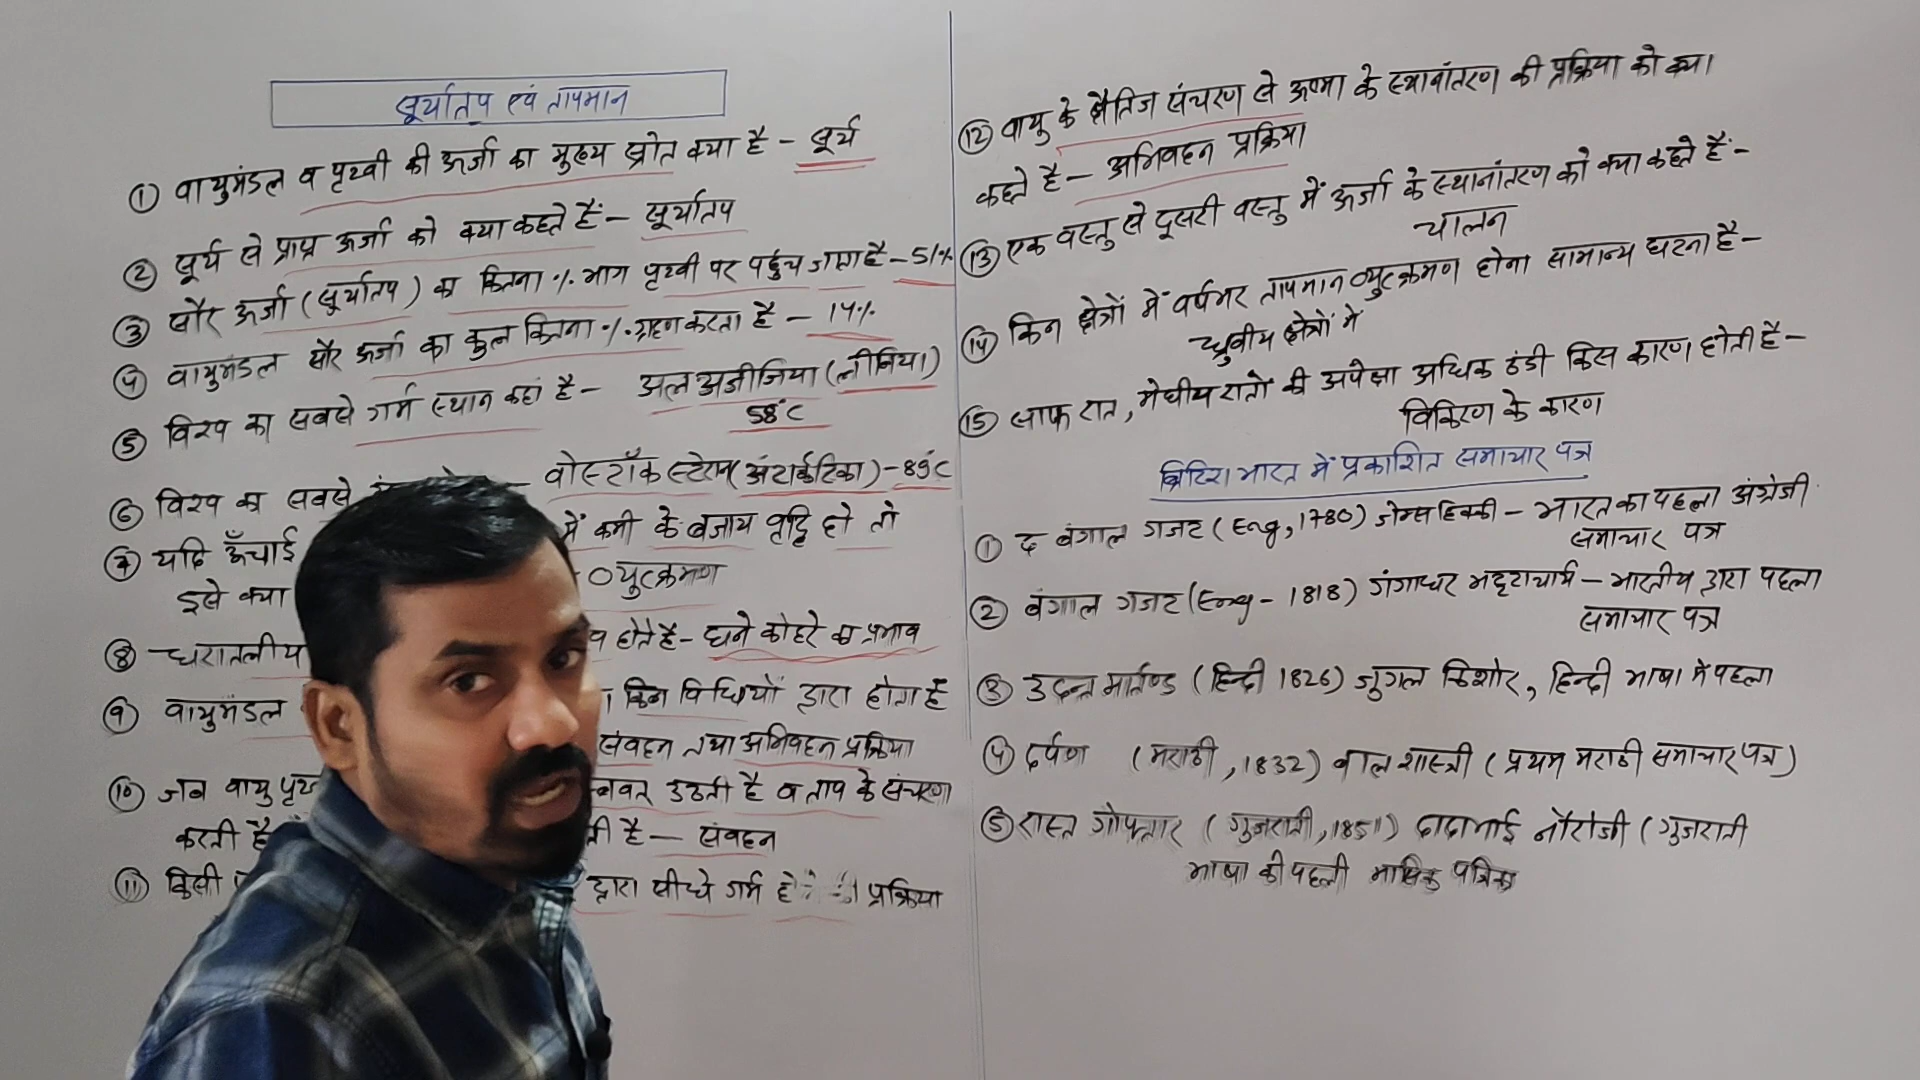 सूर्यातप एवं तापमान
① वायुमंडल व पृथ्वी की ऊर्जा का मुख्य स्रोत क्या है - सूर्य
② सूर्य से प्राप्त ऊर्जा को क्या कहते हैं - सूर्यातप
③ सौर ऊर्जा (सूर्यातप) का कितना % भाग पृथ्वी पर पहुंच जाता है - 51%
④ वायुमंडल सौर ऊर्जा का कुल कितना % ग्रहण करता है - 14%
⑤ विश्व का सबसे गर्म स्थान कहां है - अल अजीजिया (लीबिया)
58°C
⑥ विश्व का सबसे - वोस्टॉक स्टेशन (अंटार्कटिका) - 89°C
⑦ यदि ऊँचाई में कमी के बजाय वृद्धि हो तो
इसे क्या - व्युत्क्रमण
⑧ धरातलीय होते है - घने कोहरे का प्रभाव
⑨ वायुमंडल किन विधियों द्वारा होता है
संवहन तथा अभिवहन प्रक्रिया
⑩ जब वायु उठती है व ताप के संचरण
करती है है - संवहन
⑪ किसी द्वारा सीधे गर्म प्रक्रिया
⑫ वायु के क्षैतिज संचरण से ऊष्मा के स्थानांतरण की प्रक्रिया को क्या
कहते है - अभिवहन प्रक्रिया
⑬ एक वस्तु से दूसरी वस्तु में ऊर्जा के स्थानांतरण को क्या कहते हैं -
चालन
⑭ किन क्षेत्रों में वर्षभर तापमान व्युत्क्रमण होना सामान्य घटना है -
ध्रुवीय क्षेत्रों में
⑮ साफ रात, मेघीय रातों की अपेक्षा अधिक ठंडी किस कारण होती है -
विकिरण के कारण
ब्रिटिश भारत में प्रकाशित समाचार पत्र
① द बंगाल गजट (Eng, 1780) जेम्स हिक्की - भारत का पहला अंग्रेजी
समाचार पत्र
② बंगाल गजट (Eng - 1818) गंगाधर भट्टाचार्य - भारतीय द्वारा पहला
समाचार पत्र
③ उदन्त मार्तण्ड (हिन्दी 1826) जुगल किशोर, हिन्दी भाषा में पहला
④ दर्पण (मराठी, 1832) बाल शास्त्री (प्रथम मराठी समाचार पत्र)
⑤ रास्त गोफ्तार (गुजराती, 1851) दादाभाई नौरोजी (गुजराती
भाषा की पहली मासिक पत्रिका